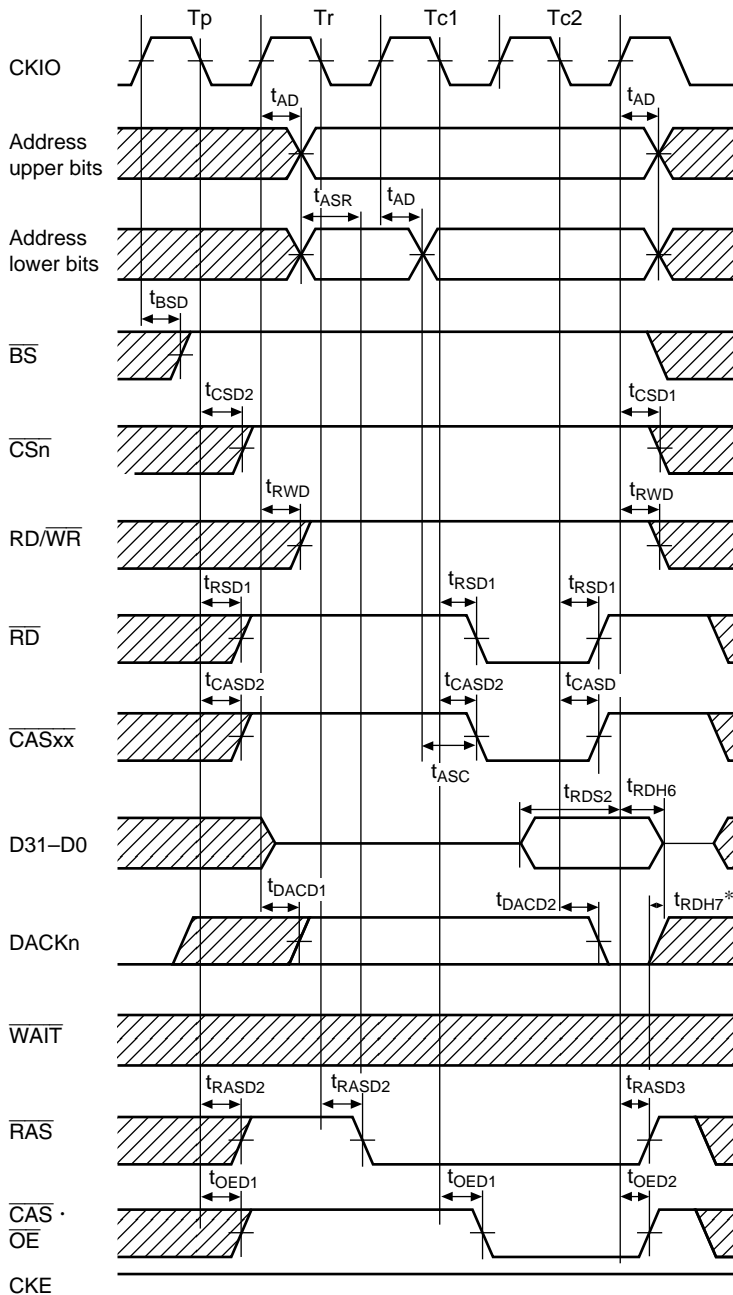 Tp Tr Tc1 Tc2
CKIO
tAD tAD
Address
upper bits
tASR tAD
Address
lower bits
tBSD
BS
tCSD2 tCSD1
CSn
tRWD tRWD
RD/WR
tRSD1 tRSD1 tRSD1
RD
tCASD2 tCASD2 tCASD
CASxx
tASC
tRDS2 tRDH6
D31–D0
tDACD1 tDACD2 tRDH7*
DACKn
WAIT
tRASD2 tRASD2 tRASD3
RAS
tOED1 tOED1 tOED2
CAS ·
OE
CKE